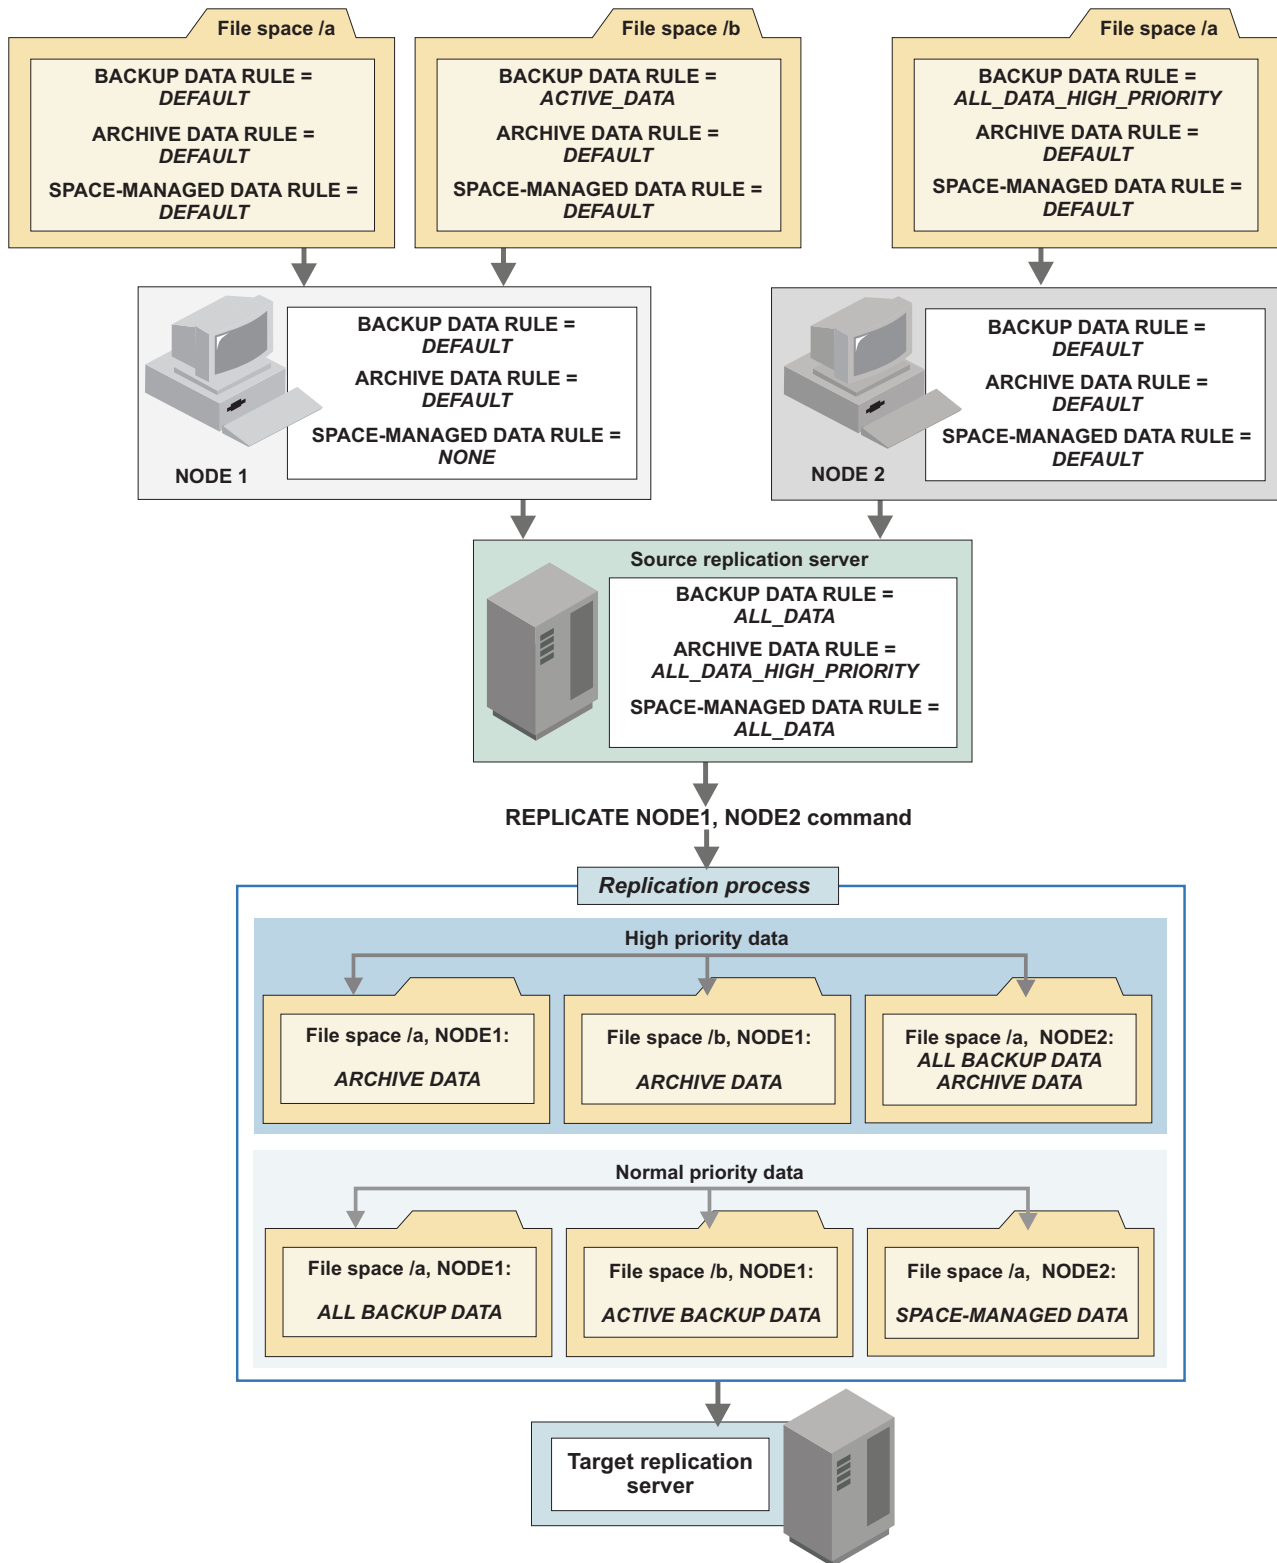 File space /a
BACKUP DATA RULE =
DEFAULT
ARCHIVE DATA RULE =
DEFAULT
SPACE-MANAGED DATA RULE =
DEFAULT
File space /b
BACKUP DATA RULE =
ACTIVE_DATA
ARCHIVE DATA RULE =
DEFAULT
SPACE-MANAGED DATA RULE =
DEFAULT
File space /a
BACKUP DATA RULE =
ALL_DATA_HIGH_PRIORITY
ARCHIVE DATA RULE =
DEFAULT
SPACE-MANAGED DATA RULE =
DEFAULT
BACKUP DATA RULE =
DEFAULT
ARCHIVE DATA RULE =
DEFAULT
SPACE-MANAGED DATA RULE =
NONE
NODE 1
BACKUP DATA RULE =
DEFAULT
ARCHIVE DATA RULE =
DEFAULT
SPACE-MANAGED DATA RULE =
DEFAULT
NODE 2
Source replication server
BACKUP DATA RULE =
ALL_DATA
ARCHIVE DATA RULE =
ALL_DATA_HIGH_PRIORITY
SPACE-MANAGED DATA RULE =
ALL_DATA
REPLICATE NODE1, NODE2 command
Replication process
High priority data
File space /a, NODE1:
ARCHIVE DATA
File space /b, NODE1:
ARCHIVE DATA
File space /a, NODE2:
ALL BACKUP DATA
ARCHIVE DATA
Normal priority data
File space /a, NODE1:
ALL BACKUP DATA
File space /b, NODE1:
ACTIVE BACKUP DATA
File space /a, NODE2:
SPACE-MANAGED DATA
Target replication
server